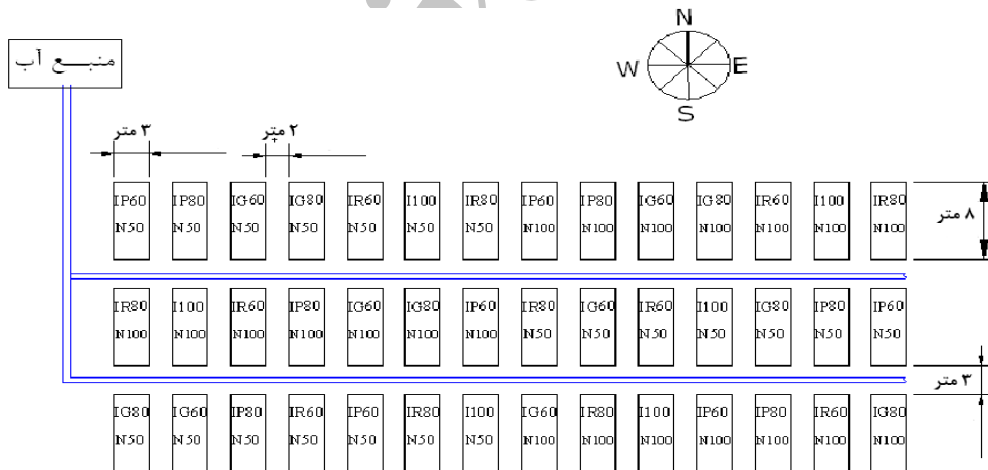 N
منبـــع آب
W
E
S
۳ متر
۲ متر
IP60 IP80 IG60 IG80 IR60 I100 IR80 IP60 IP80 IG60 IG80 IR60 I100 IR80
N50 N50 N50 N50 N50 N50 N50 N100 N100 N100 N100 N100 N100 N100
۸ متر
IR80 I100 IR60 IP80 IG60 IG80 IP60 IR80 IG60 IR60 I100 IG80 IP80 IP60
N100 N100 N100 N100 N100 N100 N100 N50 N50 N50 N50 N50 N50 N50
۳ متر
IG80 IG60 IP80 IR60 IP60 IR80 I100 IG60 IR80 I100 IP60 IP80 IR60 IG80
N50 N50 N50 N50 N50 N50 N50 N100 N100 N100 N100 N100 N100 N100